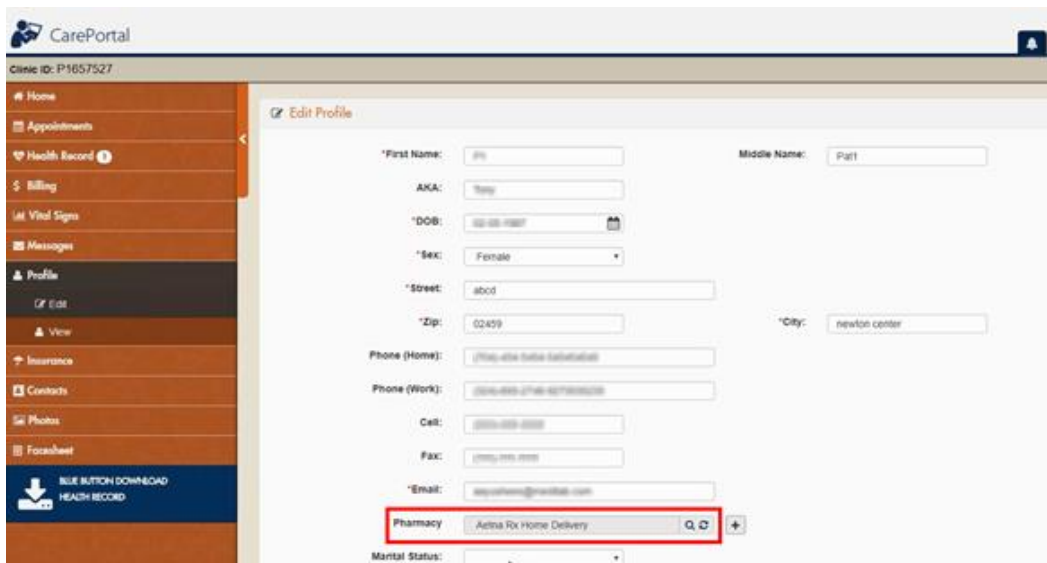 CarePortal
Clinic ID: P1657527
Home
Appointments
Health Record
Billing
Vital Signs
Messages
Profile
Edit
View
Insurance
Contacts
Photos
Facesheet
BLUE BUTTON DOWNLOAD
HEALTH RECORD
Edit Profile
*First Name: Middle Name: Pat1
AKA: Tony
*DOB:
*Sex: Female
*Street: abcd
*Zip: 02459 *City: newton center
Phone (Home):
Phone (Work):
Cell:
Fax:
*Email:
Pharmacy Aetna Rx Home Delivery
Marital Status: